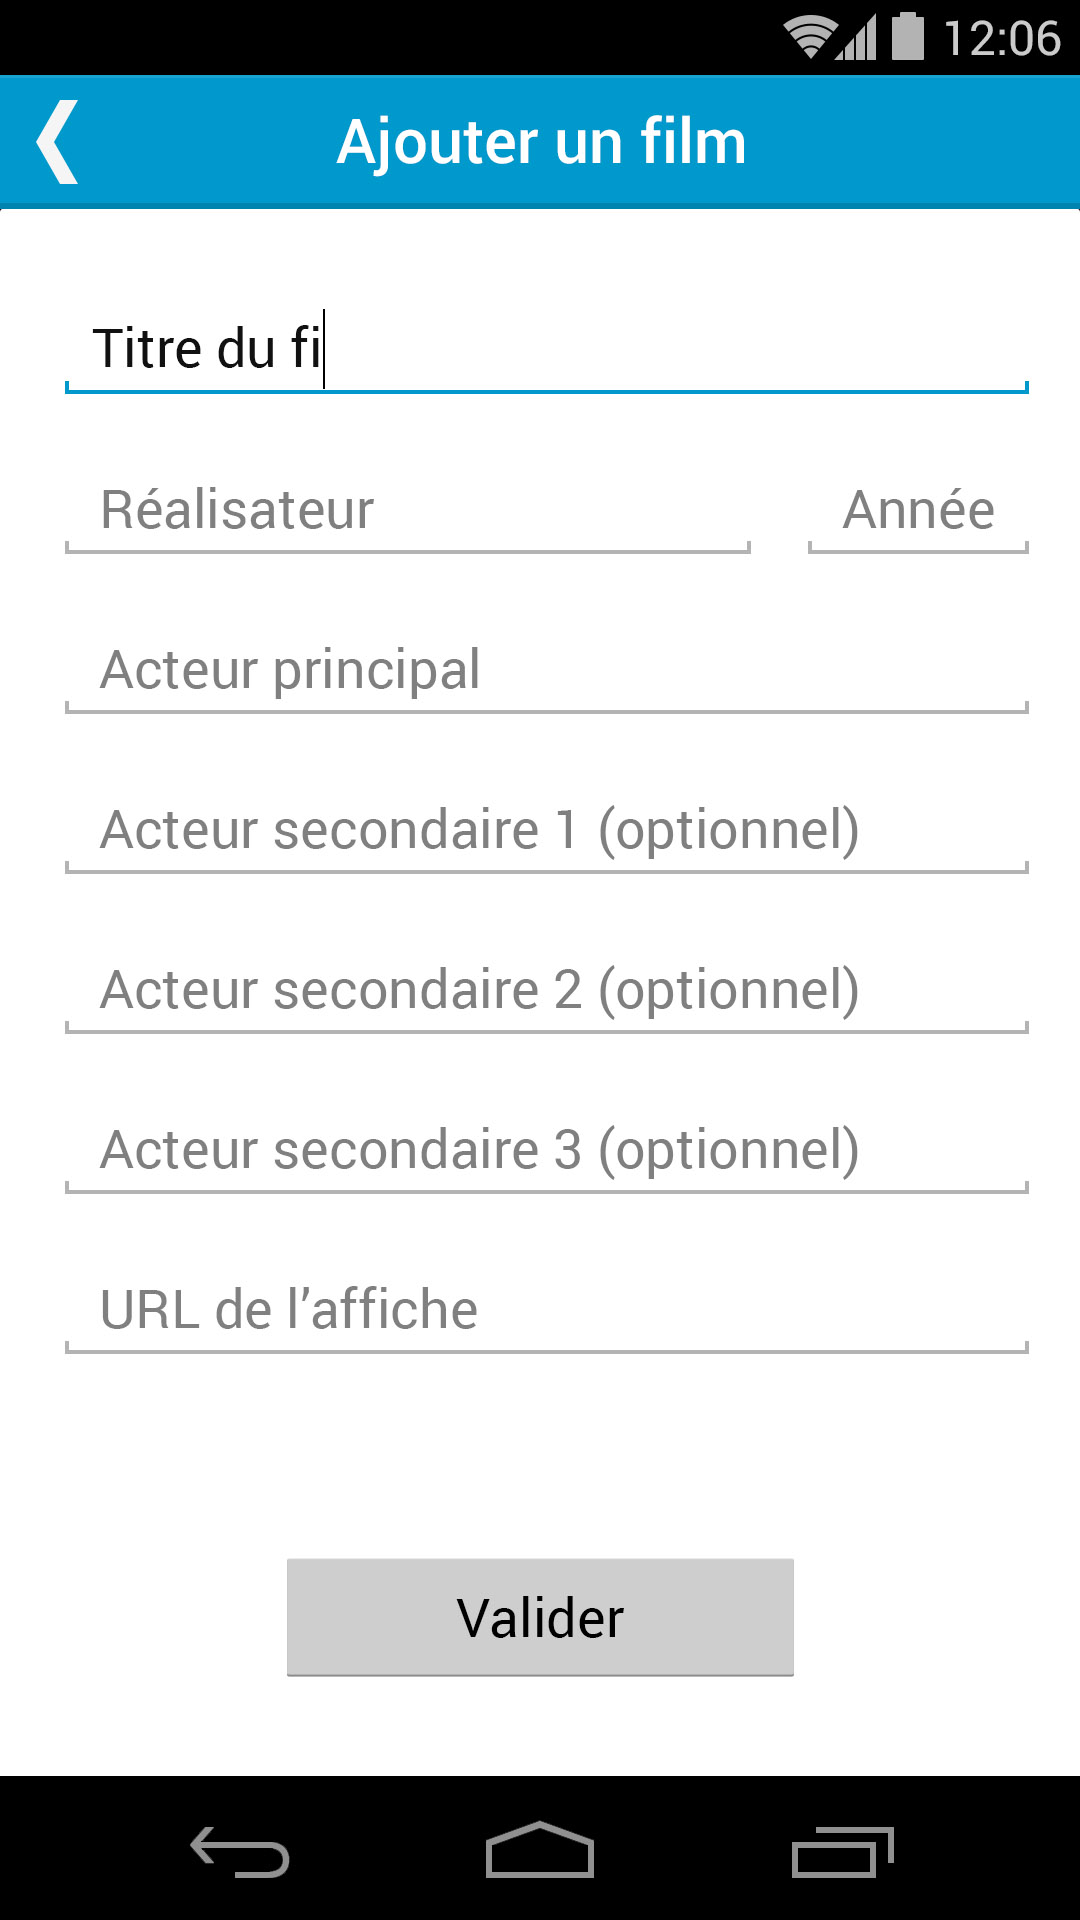 12:06
Ajouter un film
Titre du fi
Réalisateur Année
Acteur principal
Acteur secondaire 1 (optionnel)
Acteur secondaire 2 (optionnel)
Acteur secondaire 3 (optionnel)
URL de l’affiche
Valider